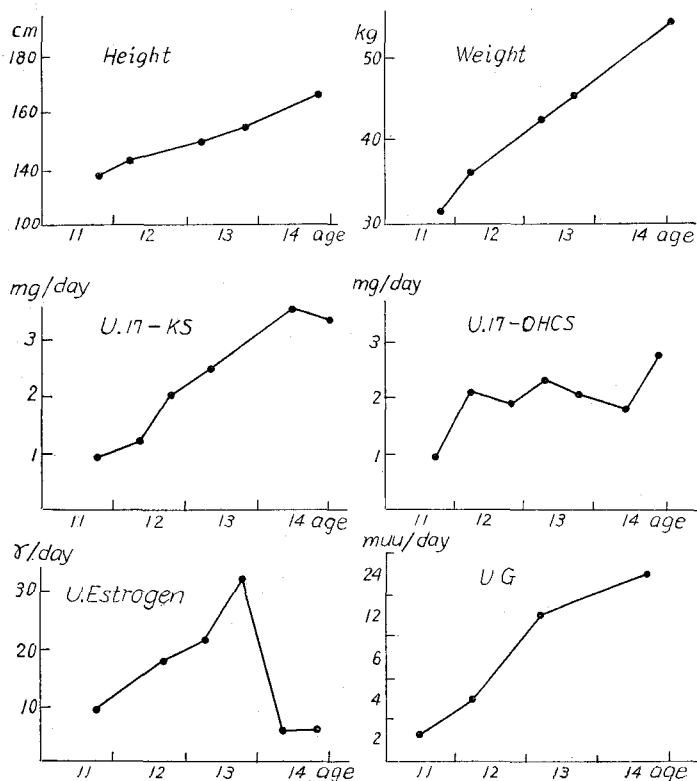 cm
180
160
140
100
Height
11 12 13 14 age
kg
50
40
30
Weight
11 12 13 14 age
mg/day
3
2
1
U.17-KS
11 12 13 14 age
3
2
1
U.17-OHCS
11 12 13 14 age
γ/day
30
20
10
U.Estrogen
11 12 13 14 age
muu/day
24
12
6
4
2
UG
11 12 13 14 age